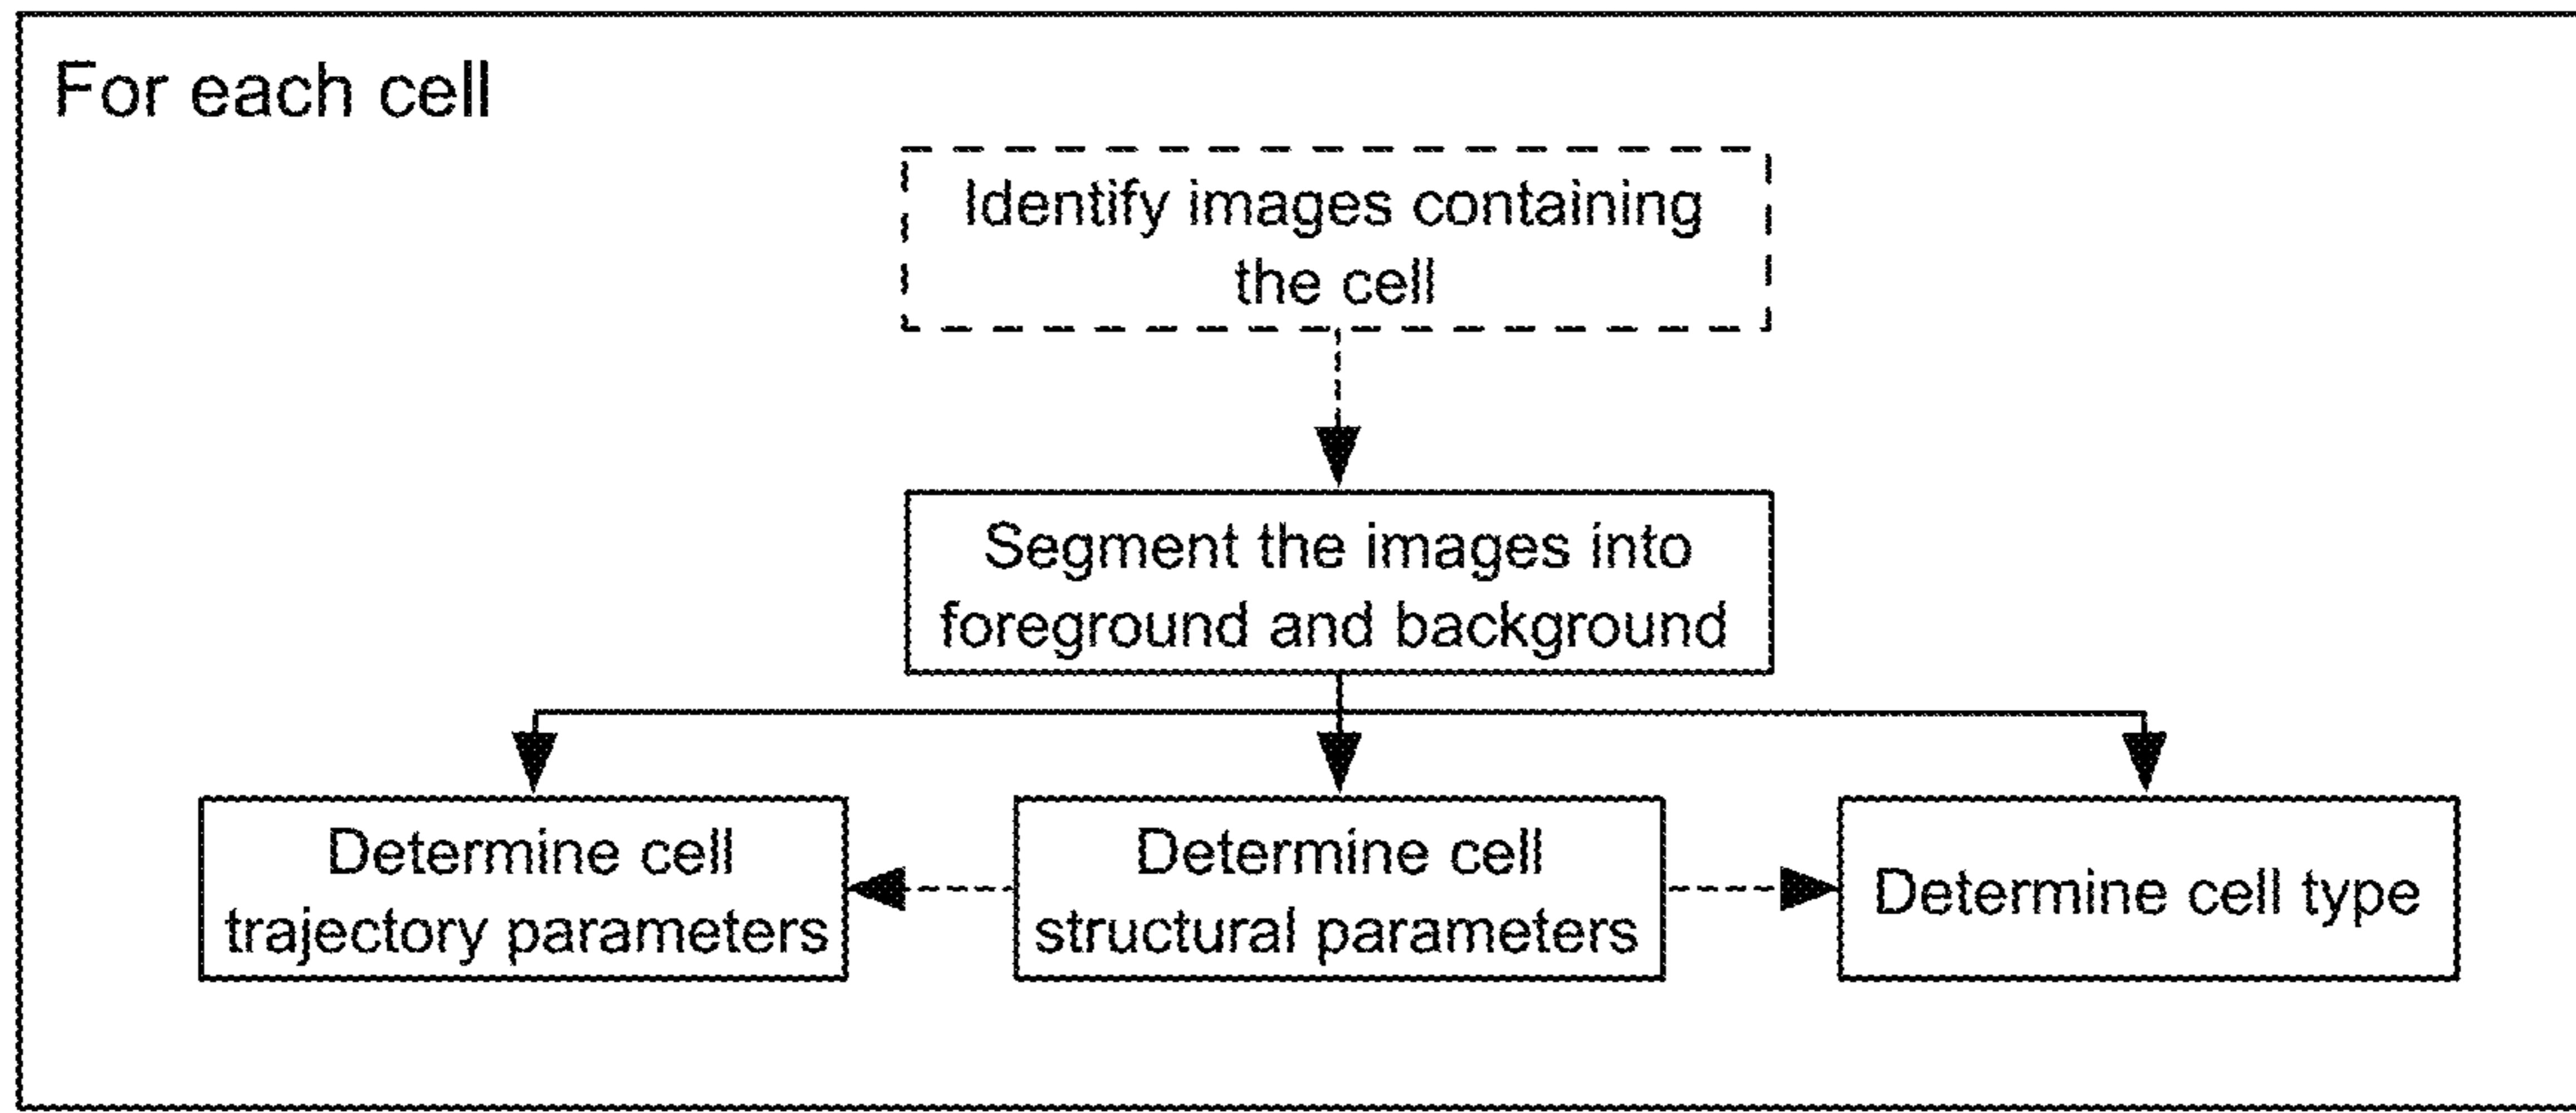 For each cell
Identify images containing
the cell
Segment the images into
foreground and background
Determine cell
trajectory parameters
Determine cell
structural parameters
Determine cell type